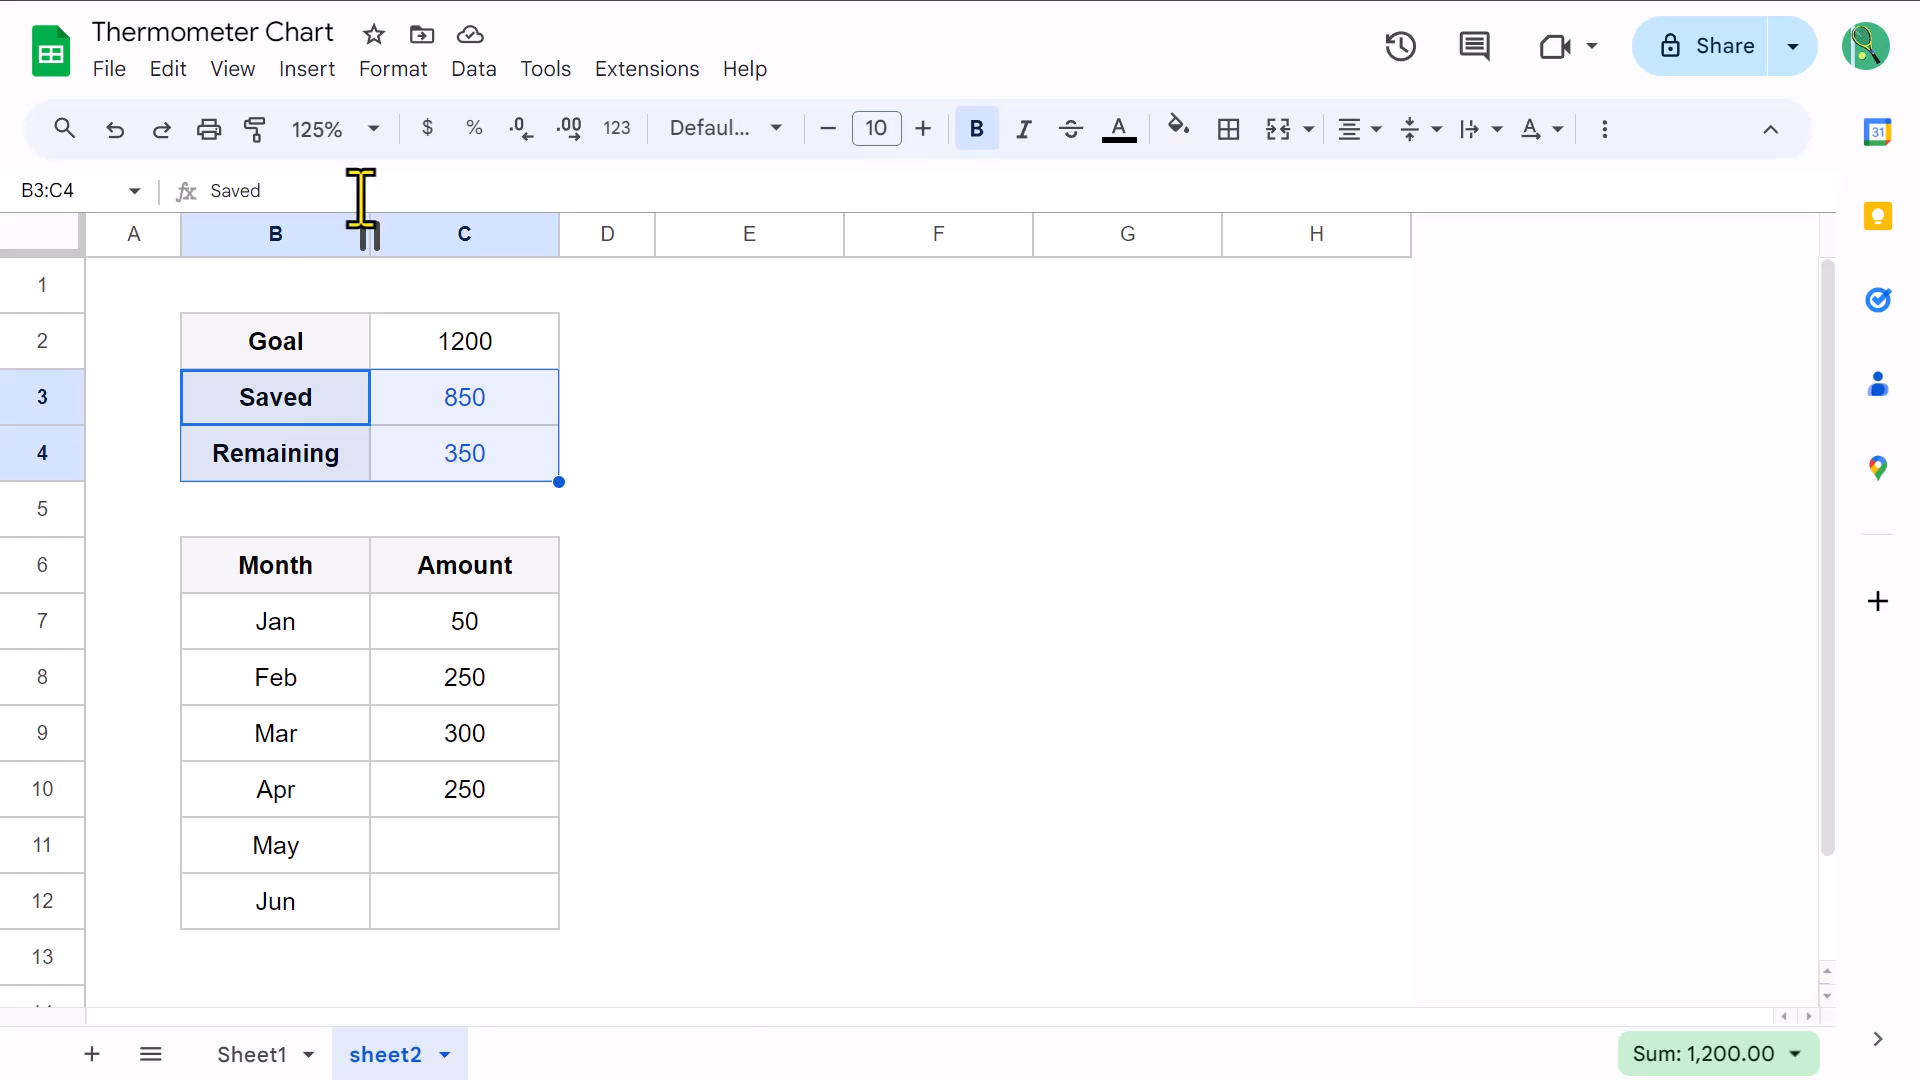 Thermometer Chart
File Edit View Insert Format Data Tools Extensions Help
Share
125% $ % .0 .00 123 Defaul... 10 B I S A A
31
B3:C4 fx Saved
A B C D E F G H
1
2 Goal 1200
3 Saved 850
4 Remaining 350
5
6 Month Amount
7 Jan 50
8 Feb 250
9 Mar 300
10 Apr 250
11 May
12 Jun
13
Sheet1 sheet2 Sum: 1,200.00